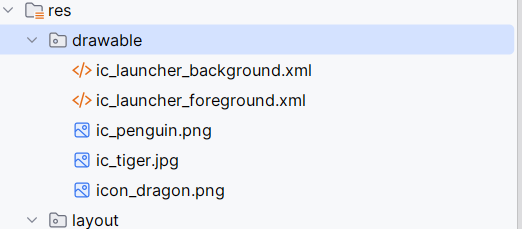 res
drawable
ic_launcher_background.xml
ic_launcher_foreground.xml
ic_penguin.png
ic_tiger.jpg
icon_dragon.png
layout